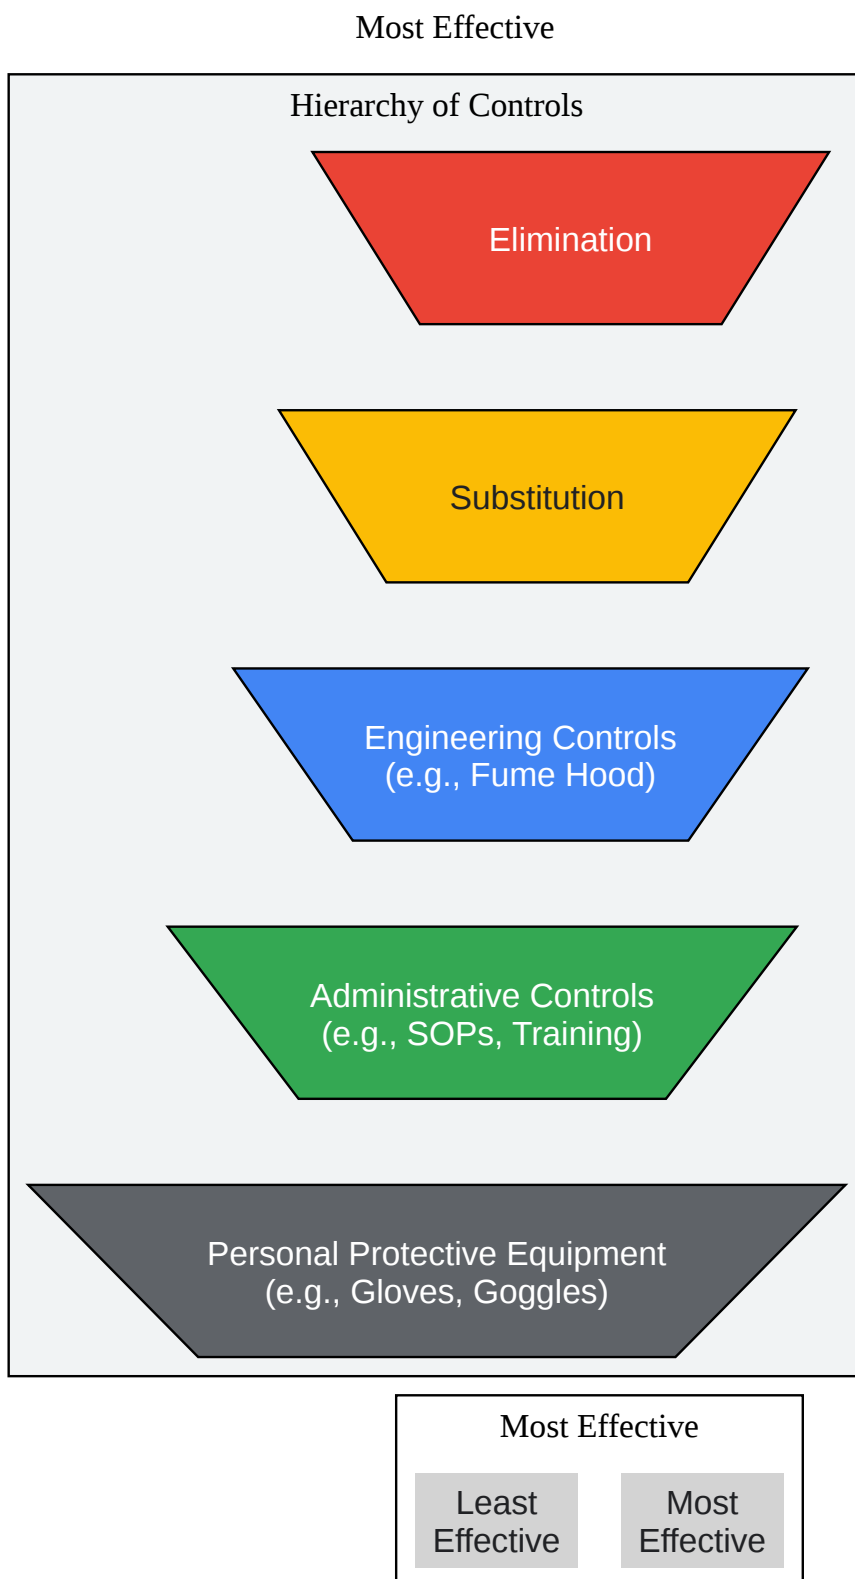 Most Effective
Hierarchy of Controls
Elimination
Substitution
Engineering Controls
(e.g., Fume Hood)
Administrative Controls
(e.g., SOPs, Training)
Personal Protective Equipment
(e.g., Gloves, Goggles)
Most Effective
Least
Effective
Most
Effective